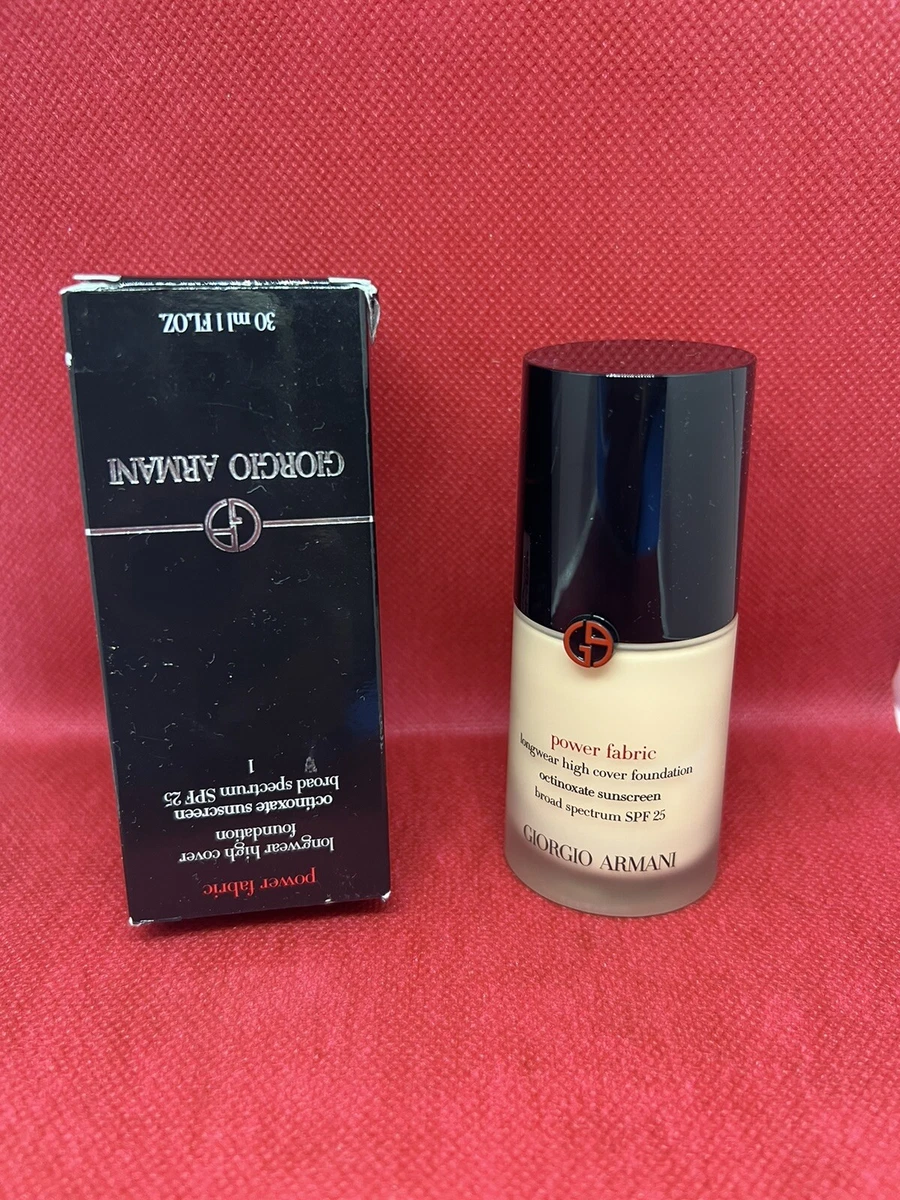 power fabric
longwear high cover
foundation
octinoxate sunscreen
broad spectrum SPF 25
1
GIORGIO ARMANI
30 ml 1 FL.OZ.
GA
power fabric
longwear high cover foundation
octinoxate sunscreen
broad spectrum SPF 25
GIORGIO ARMANI